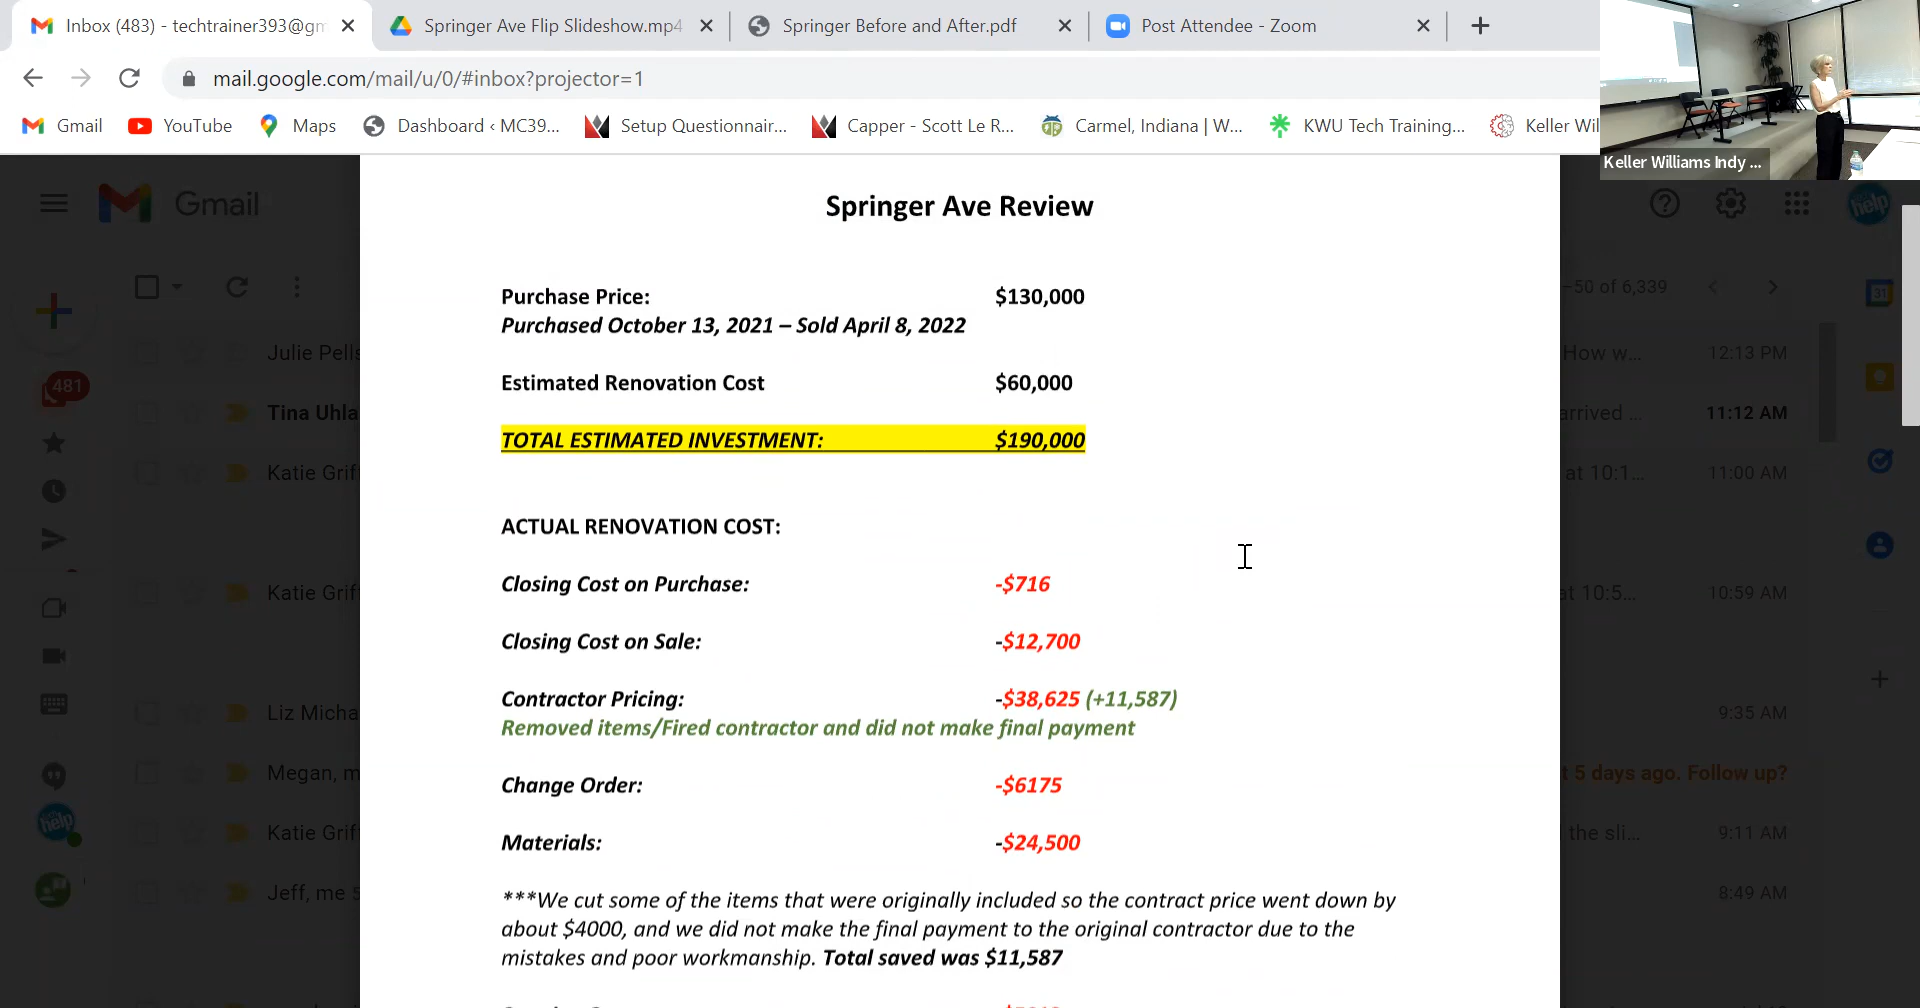 Inbox (483) - techtrainer393@gm
Springer Ave Flip Slideshow.mp4
Springer Before and After.pdf
Post Attendee - Zoom
mail.google.com/mail/u/0/#inbox?projector=1
Gmail
YouTube
Maps
Dashboard ‹ MC39...
Setup Questionnair...
Capper - Scott Le R...
Carmel, Indiana | W...
KWU Tech Training...
Keller Wil
Keller Williams Indy ...
Gmail
help
31
50 of 6,339
481
Springer Ave Review
Purchase Price: $130,000
Purchased October 13, 2021 – Sold April 8, 2022
Estimated Renovation Cost $60,000
TOTAL ESTIMATED INVESTMENT: $190,000
ACTUAL RENOVATION COST:
Closing Cost on Purchase: -$716
Closing Cost on Sale: -$12,700
Contractor Pricing: -$38,625 (+11,587)
Removed items/Fired contractor and did not make final payment
Change Order: -$6175
Materials: -$24,500
***We cut some of the items that were originally included so the contract price went down by
about $4000, and we did not make the final payment to the original contractor due to the
mistakes and poor workmanship. Total saved was $11,587
Julie Pells How w... 12:13 PM
Tina Uhla arrived ... 11:12 AM
Katie Grif at 10:1... 11:00 AM
Katie Grif at 10:5... 10:59 AM
Liz Micha 9:35 AM
Megan, m t 5 days ago. Follow up?
Katie Grif the sli... 9:11 AM
Jeff, me 8:49 AM
help